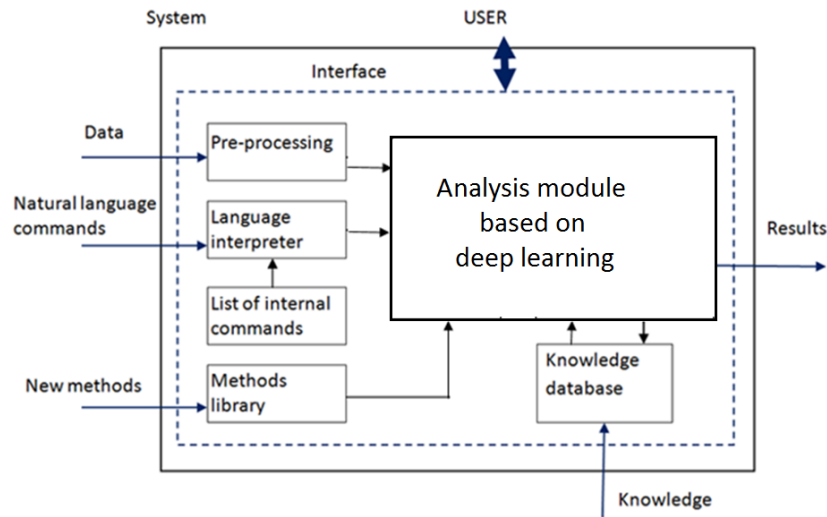 System
USER
Interface
Data
Pre-processing
Natural language
commands
Language
interpreter
Analysis module
based on
deep learning
Results
List of internal
commands
New methods
Methods
library
Knowledge
database
Knowledge